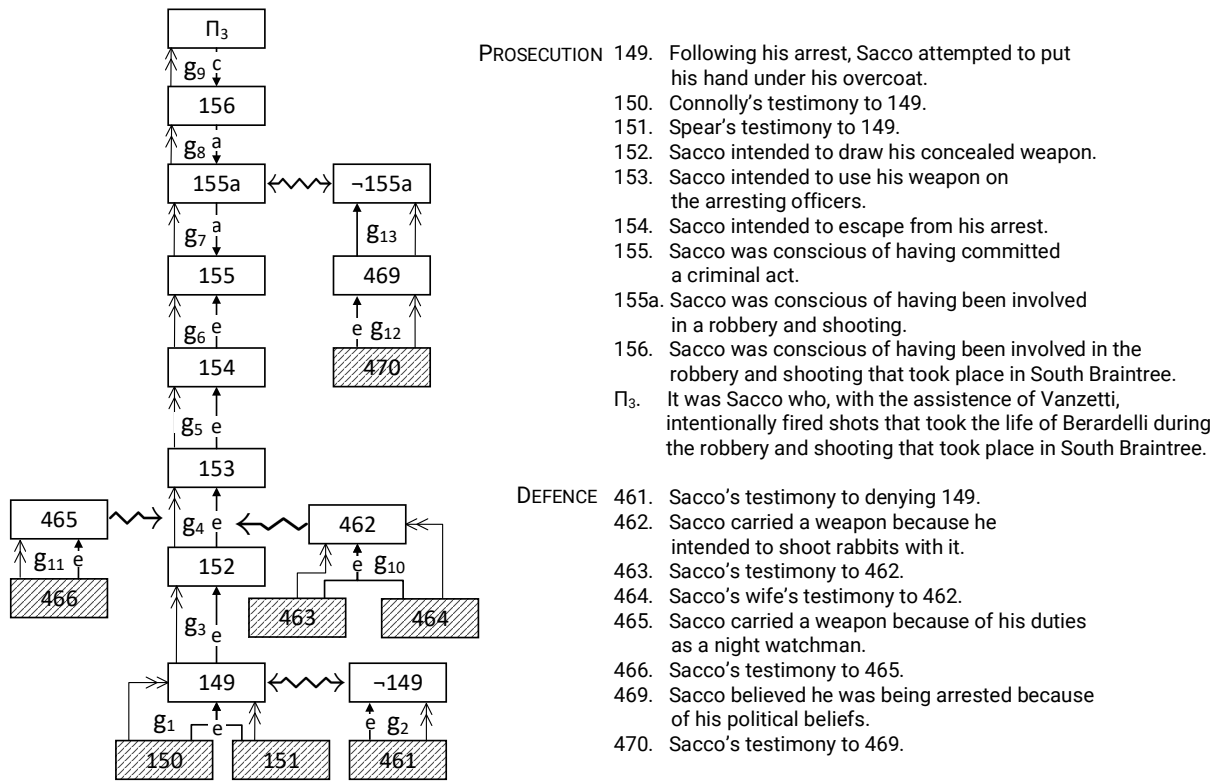 Π3
g9 c
156
g8 a
155a
¬155a
g7 a
g13
155
469
g6 e
e g12
154
470
g5 e
153
465
g4 e
462
g11 e
152
e g10
466
463
464
g3 e
149
¬149
g1 e
e g2
150
151
461
PROSECUTION 149. Following his arrest, Sacco attempted to put
his hand under his overcoat.
150. Connolly's testimony to 149.
151. Spear's testimony to 149.
152. Sacco intended to draw his concealed weapon.
153. Sacco intended to use his weapon on
the arresting officers.
154. Sacco intended to escape from his arrest.
155. Sacco was conscious of having committed
a criminal act.
155a. Sacco was conscious of having been involved
in a robbery and shooting.
156. Sacco was conscious of having been involved in the
robbery and shooting that took place in South Braintree.
Π3. It was Sacco who, with the assistence of Vanzetti,
intentionally fired shots that took the life of Berardelli during
the robbery and shooting that took place in South Braintree.
DEFENCE 461. Sacco's testimony to denying 149.
462. Sacco carried a weapon because he
intended to shoot rabbits with it.
463. Sacco's testimony to 462.
464. Sacco's wife's testimony to 462.
465. Sacco carried a weapon because of his duties
as a night watchman.
466. Sacco's testimony to 465.
469. Sacco believed he was being arrested because
of his political beliefs.
470. Sacco's testimony to 469.